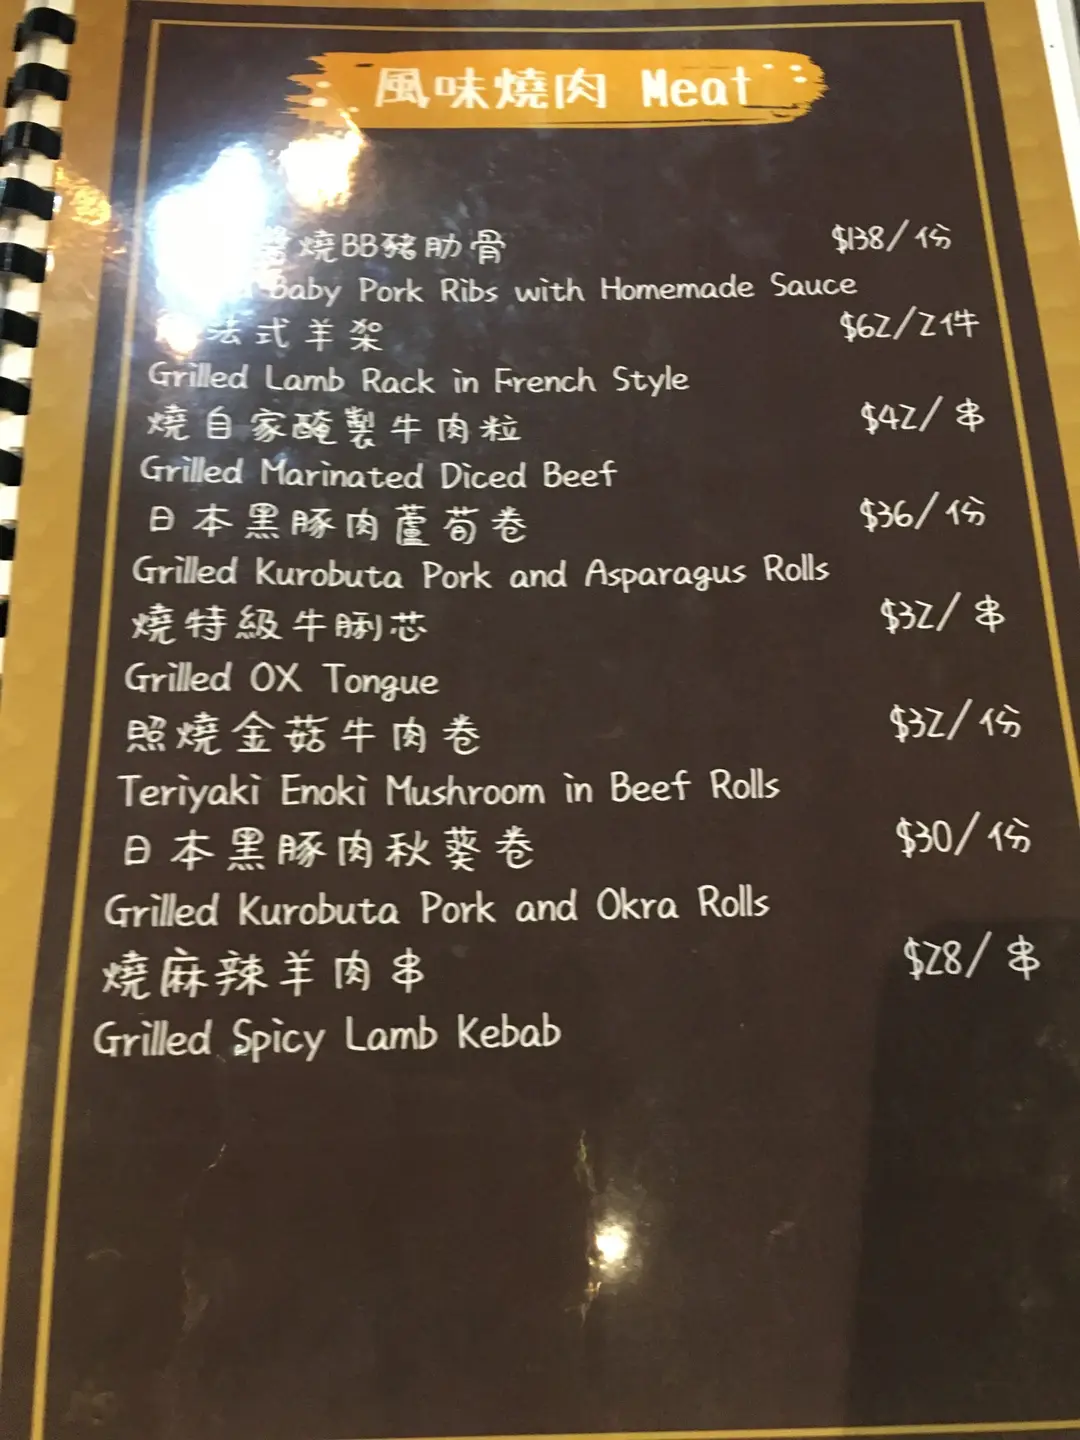 風味燒肉 Meat
醬燒BB豬肋骨 $138/份
Baby Pork Ribs with Homemade Sauce
法式羊架 $62/2件
Grilled Lamb Rack in French Style
燒自家醃製牛肉粒 $42/串
Grilled Marinated Diced Beef
日本黑豚肉蘆荀卷 $36/份
Grilled Kurobuta Pork and Asparagus Rolls
燒特級牛脷芯 $32/串
Grilled OX Tongue
照燒金菇牛肉卷 $32/份
Teriyaki Enoki Mushroom in Beef Rolls
日本黑豚肉秋葵卷 $30/份
Grilled Kurobuta Pork and Okra Rolls
燒麻辣羊肉串 $28/串
Grilled Spicy Lamb Kebab